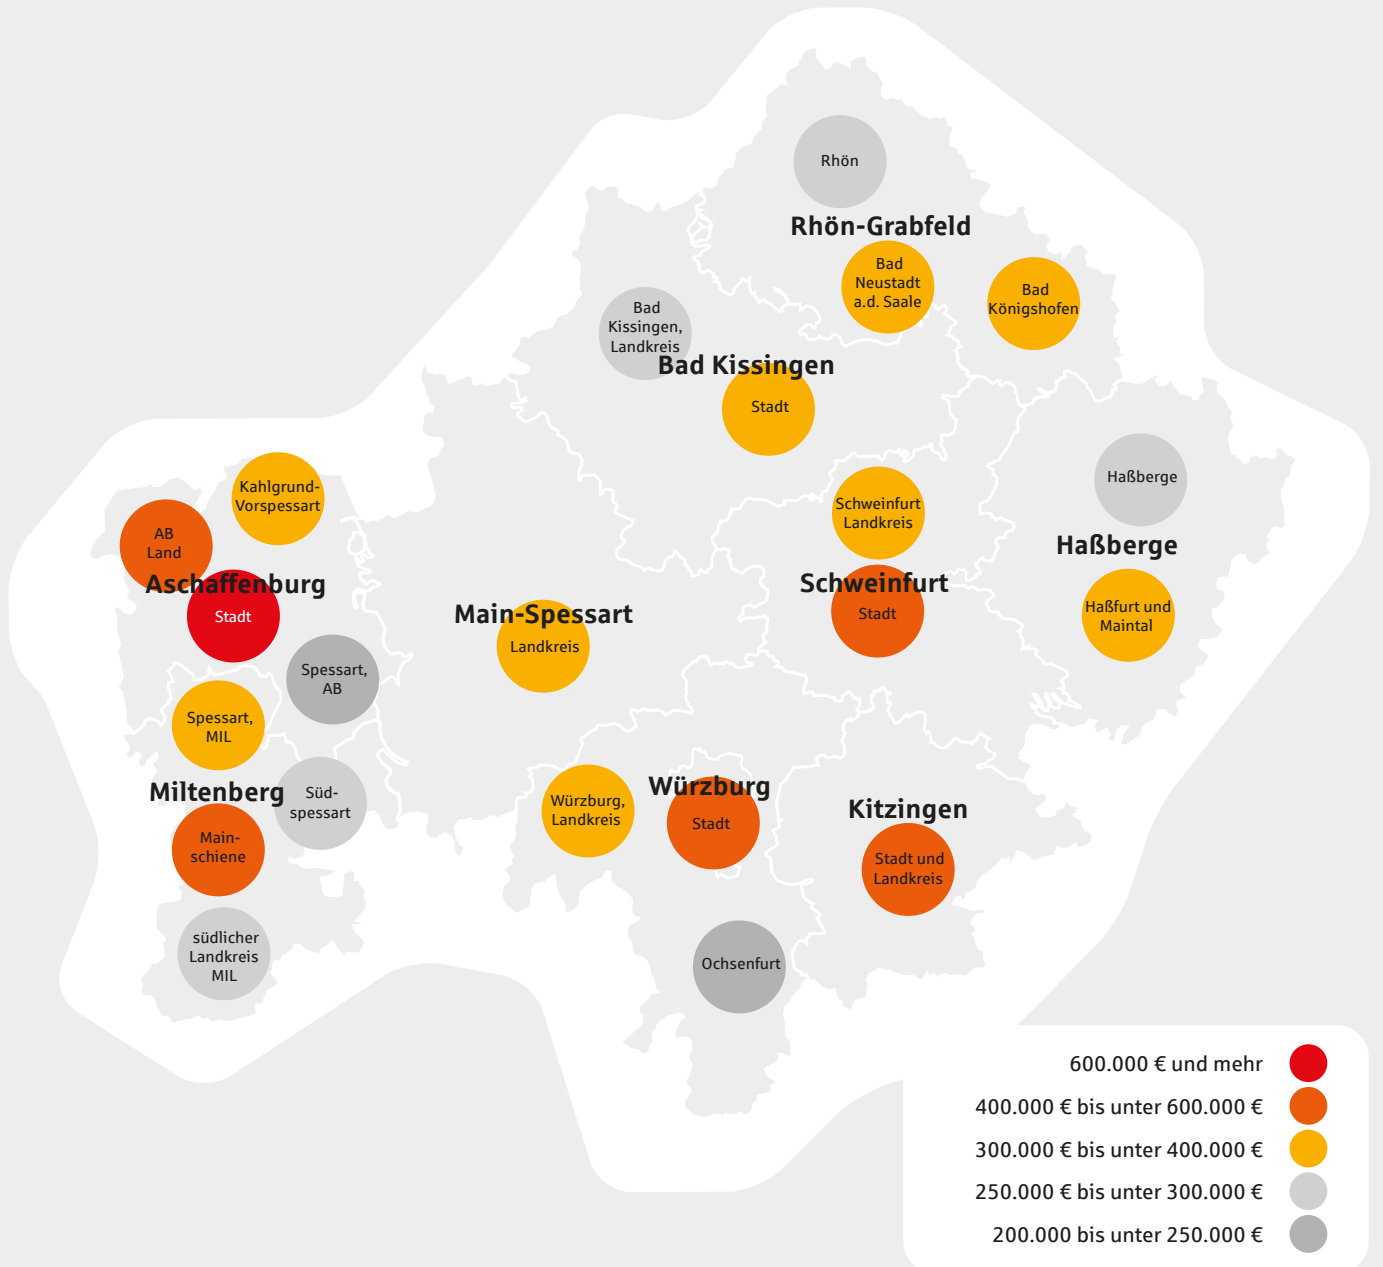 Rhön
Rhön-Grabfeld
Bad
Neustadt
a.d. Saale
Bad
Königshofen
Bad
Kissingen,
Landkreis
Bad Kissingen
Stadt
Haßberge
Haßberge
Haßfurt und
Maintal
Kahlgrund-
Vorspessart
AB
Land
Aschaffenburg
Stadt
Spessart,
AB
Schweinfurt
Landkreis
Schweinfurt
Stadt
Main-Spessart
Landkreis
Spessart,
MIL
Miltenberg
Süd-
spessart
Main-
schiene
südlicher
Landkreis
MIL
Würzburg,
Landkreis
Würzburg
Stadt
Kitzingen
Stadt und
Landkreis
Ochsenfurt
600.000 € und mehr
400.000 € bis unter 600.000 €
300.000 € bis unter 400.000 €
250.000 € bis unter 300.000 €
200.000 bis unter 250.000 €